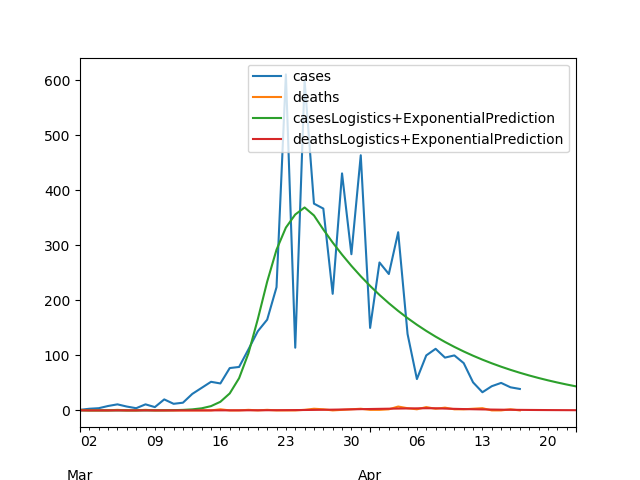 600
500
400
300
200
100
0
cases
deaths
casesLogistics+ExponentialPrediction
deathsLogistics+ExponentialPrediction
02 09 16 23 30 06 13 20
Mar Apr